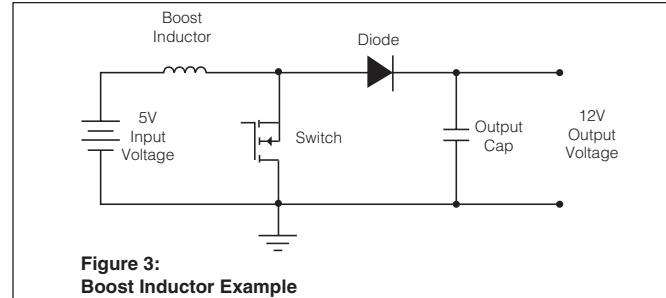 Boost
Inductor
Diode
5V
Input
Voltage
Switch
Output
Cap
12V
Output
Voltage
Figure 3:
Boost Inductor Example